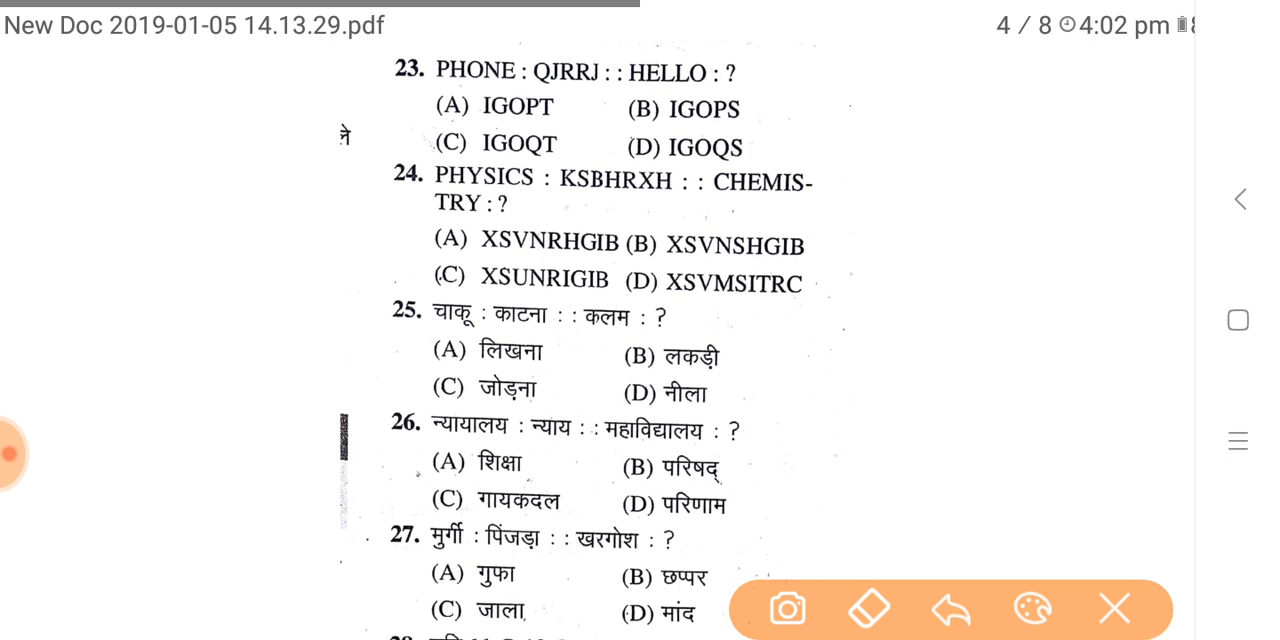 New Doc 2019-01-05 14.13.29.pdf 4 / 8 4:02 pm
23. PHONE : QJRRJ : : HELLO : ?
(A) IGOPT (B) IGOPS
ने
(C) IGOQT (D) IGOQS
24. PHYSICS : KSBHRXH : : CHEMIS-
TRY : ?
(A) XSVNRHGIB (B) XSVNSHGIB
(C) XSUNRIGIB (D) XSVMSITRC
25. चाकू : काटना : : कलम : ?
(A) लिखना (B) लकड़ी
(C) जोड़ना (D) नीला
26. न्यायालय : न्याय : : महाविद्यालय : ?
(A) शिक्षा (B) परिषद्
(C) गायकदल (D) परिणाम
27. मुर्गी : पिंजड़ा : : खरगोश : ?
(A) गुफा (B) छप्पर
(C) जाला (D) मांद